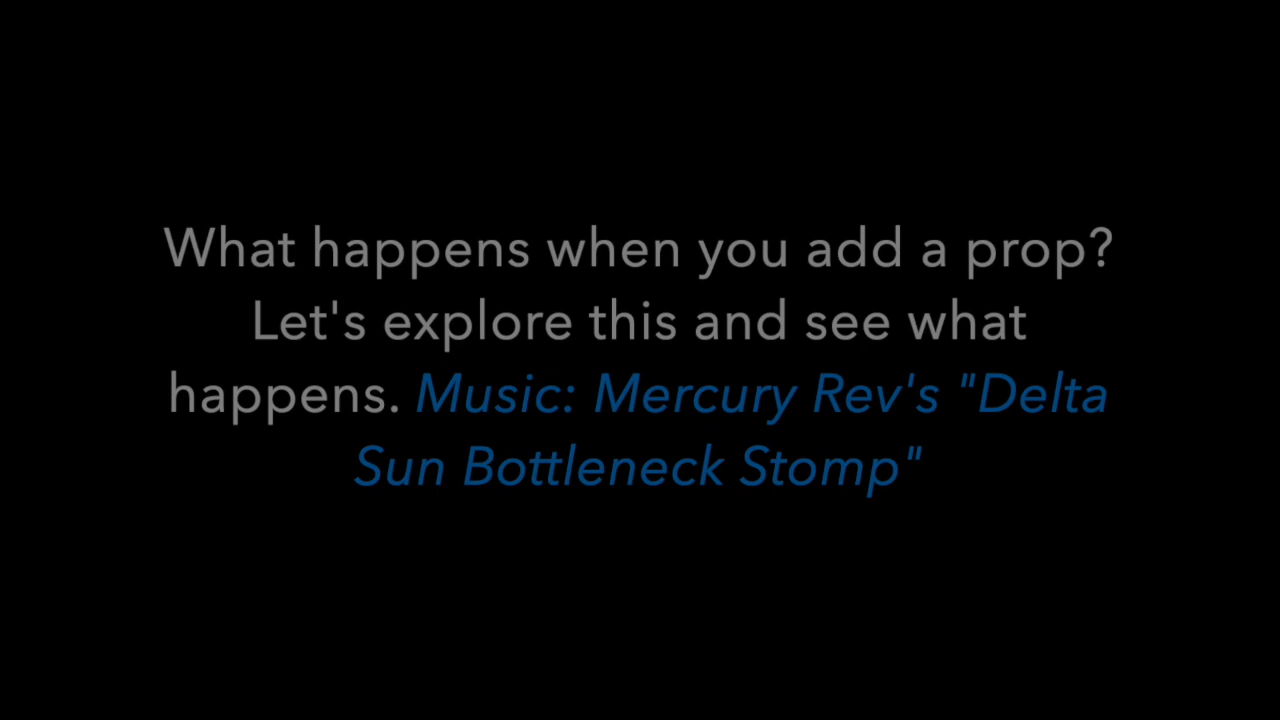 What happens when you add a prop?
Let's explore this and see what
happens. Music: Mercury Rev's "Delta
Sun Bottleneck Stomp"